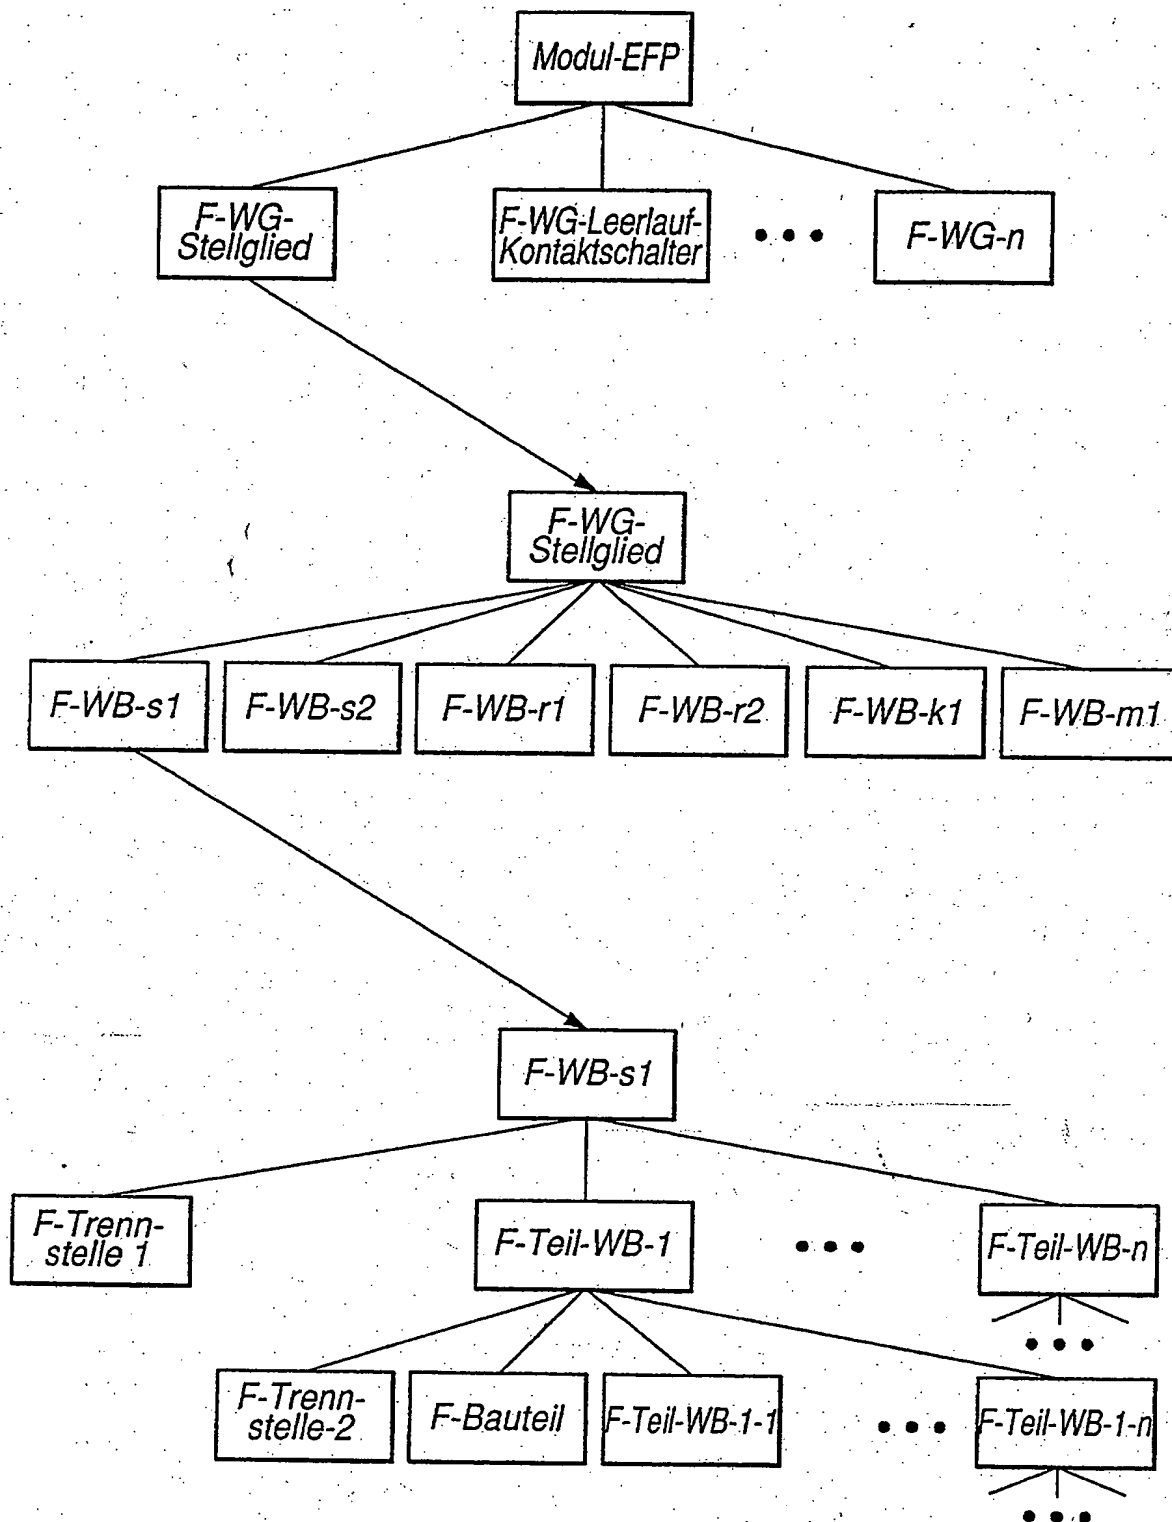 Modul-EFP
F-WG-
Stellglied
F-WG-Leerlauf-
Kontaktschalter
F-WG-n
F-WG-
Stellglied
F-WB-s1
F-WB-s2
F-WB-r1
F-WB-r2
F-WB-k1
F-WB-m1
F-WB-s1
F-Trenn-
stelle 1
F-Teil-WB-1
F-Teil-WB-n
F-Trenn-
stelle-2
F-Bauteil
F-Teil-WB-1-1
F-Teil-WB-1-n